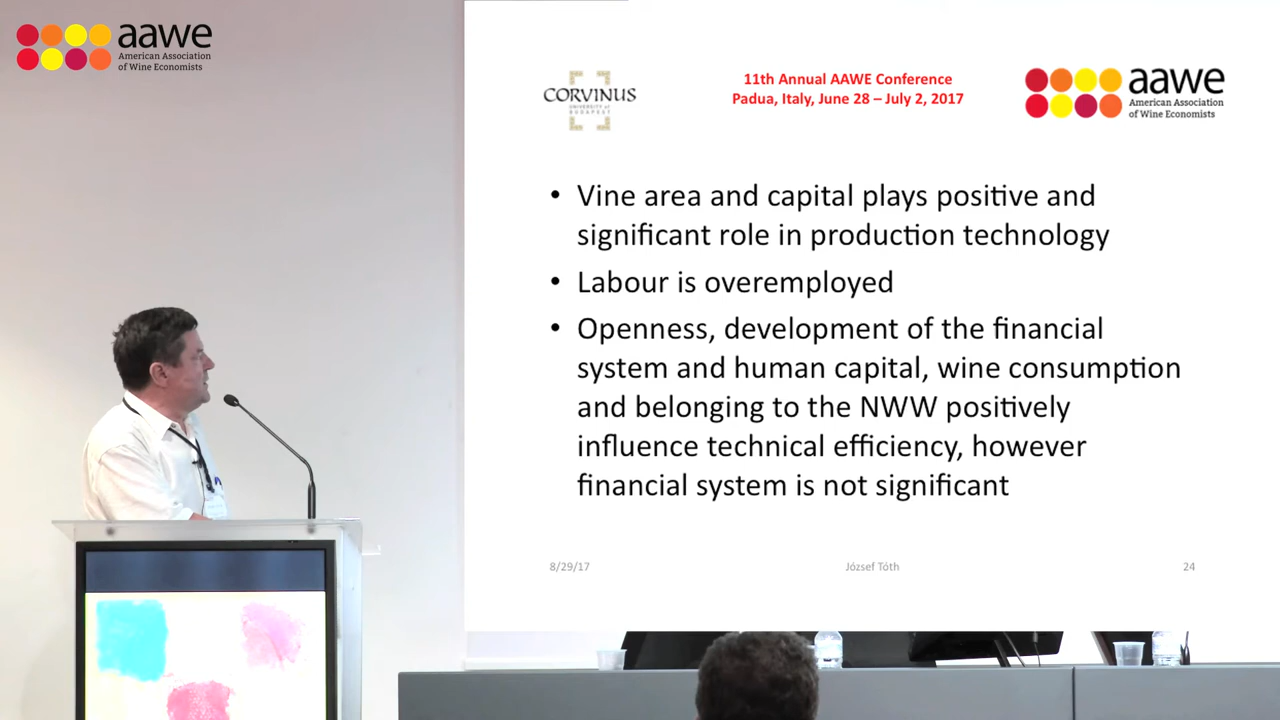 aawe
American Association
of Wine Economists
CORVINUS
UNIVERSITY of
BUDAPEST
11th Annual AAWE Conference
Padua, Italy, June 28 – July 2, 2017
aawe
American Association
of Wine Economists
• Vine area and capital plays positive and
significant role in production technology
• Labour is overemployed
• Openness, development of the financial
system and human capital, wine consumption
and belonging to the NWW positively
influence technical efficiency, however
financial system is not significant
8/29/17
József Tóth
24